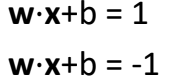 w·x+b = 1
w·x+b = -1